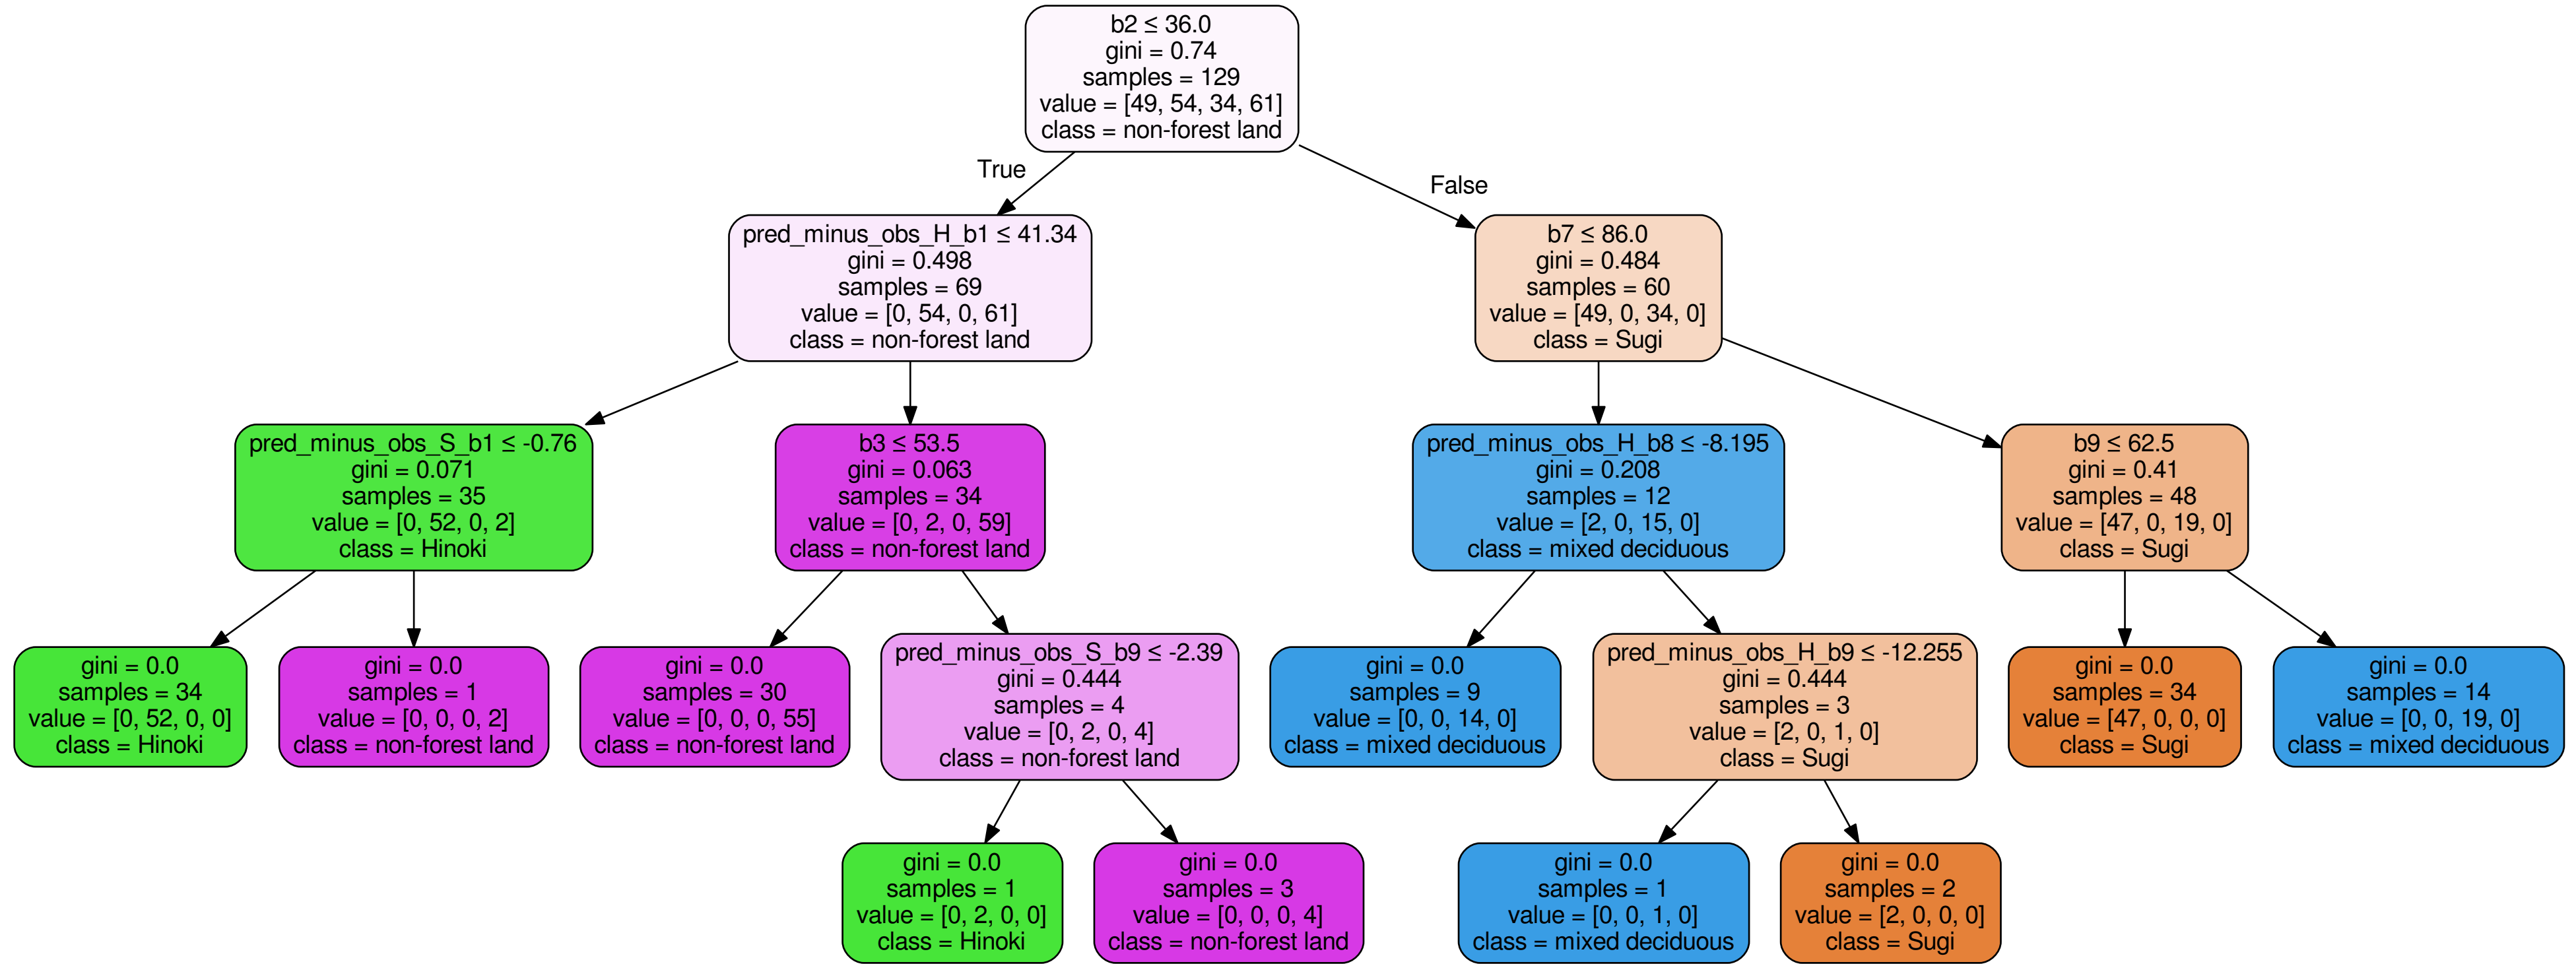 b2 ≤ 36.0
gini = 0.74
samples = 129
value = [49, 54, 34, 61]
class = non-forest land
True
False
pred_minus_obs_H_b1 ≤ 41.34
gini = 0.498
samples = 69
value = [0, 54, 0, 61]
class = non-forest land
b7 ≤ 86.0
gini = 0.484
samples = 60
value = [49, 0, 34, 0]
class = Sugi
pred_minus_obs_S_b1 ≤ -0.76
gini = 0.071
samples = 35
value = [0, 52, 0, 2]
class = Hinoki
b3 ≤ 53.5
gini = 0.063
samples = 34
value = [0, 2, 0, 59]
class = non-forest land
pred_minus_obs_H_b8 ≤ -8.195
gini = 0.208
samples = 12
value = [2, 0, 15, 0]
class = mixed deciduous
b9 ≤ 62.5
gini = 0.41
samples = 48
value = [47, 0, 19, 0]
class = Sugi
gini = 0.0
samples = 34
value = [0, 52, 0, 0]
class = Hinoki
gini = 0.0
samples = 1
value = [0, 0, 0, 2]
class = non-forest land
gini = 0.0
samples = 30
value = [0, 0, 0, 55]
class = non-forest land
pred_minus_obs_S_b9 ≤ -2.39
gini = 0.444
samples = 4
value = [0, 2, 0, 4]
class = non-forest land
gini = 0.0
samples = 9
value = [0, 0, 14, 0]
class = mixed deciduous
pred_minus_obs_H_b9 ≤ -12.255
gini = 0.444
samples = 3
value = [2, 0, 1, 0]
class = Sugi
gini = 0.0
samples = 34
value = [47, 0, 0, 0]
class = Sugi
gini = 0.0
samples = 14
value = [0, 0, 19, 0]
class = mixed deciduous
gini = 0.0
samples = 1
value = [0, 2, 0, 0]
class = Hinoki
gini = 0.0
samples = 3
value = [0, 0, 0, 4]
class = non-forest land
gini = 0.0
samples = 1
value = [0, 0, 1, 0]
class = mixed deciduous
gini = 0.0
samples = 2
value = [2, 0, 0, 0]
class = Sugi